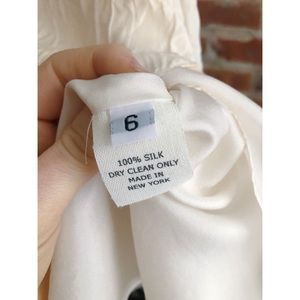 6
100% SILK
DRY CLEAN ONLY
MADE IN
NEW YORK